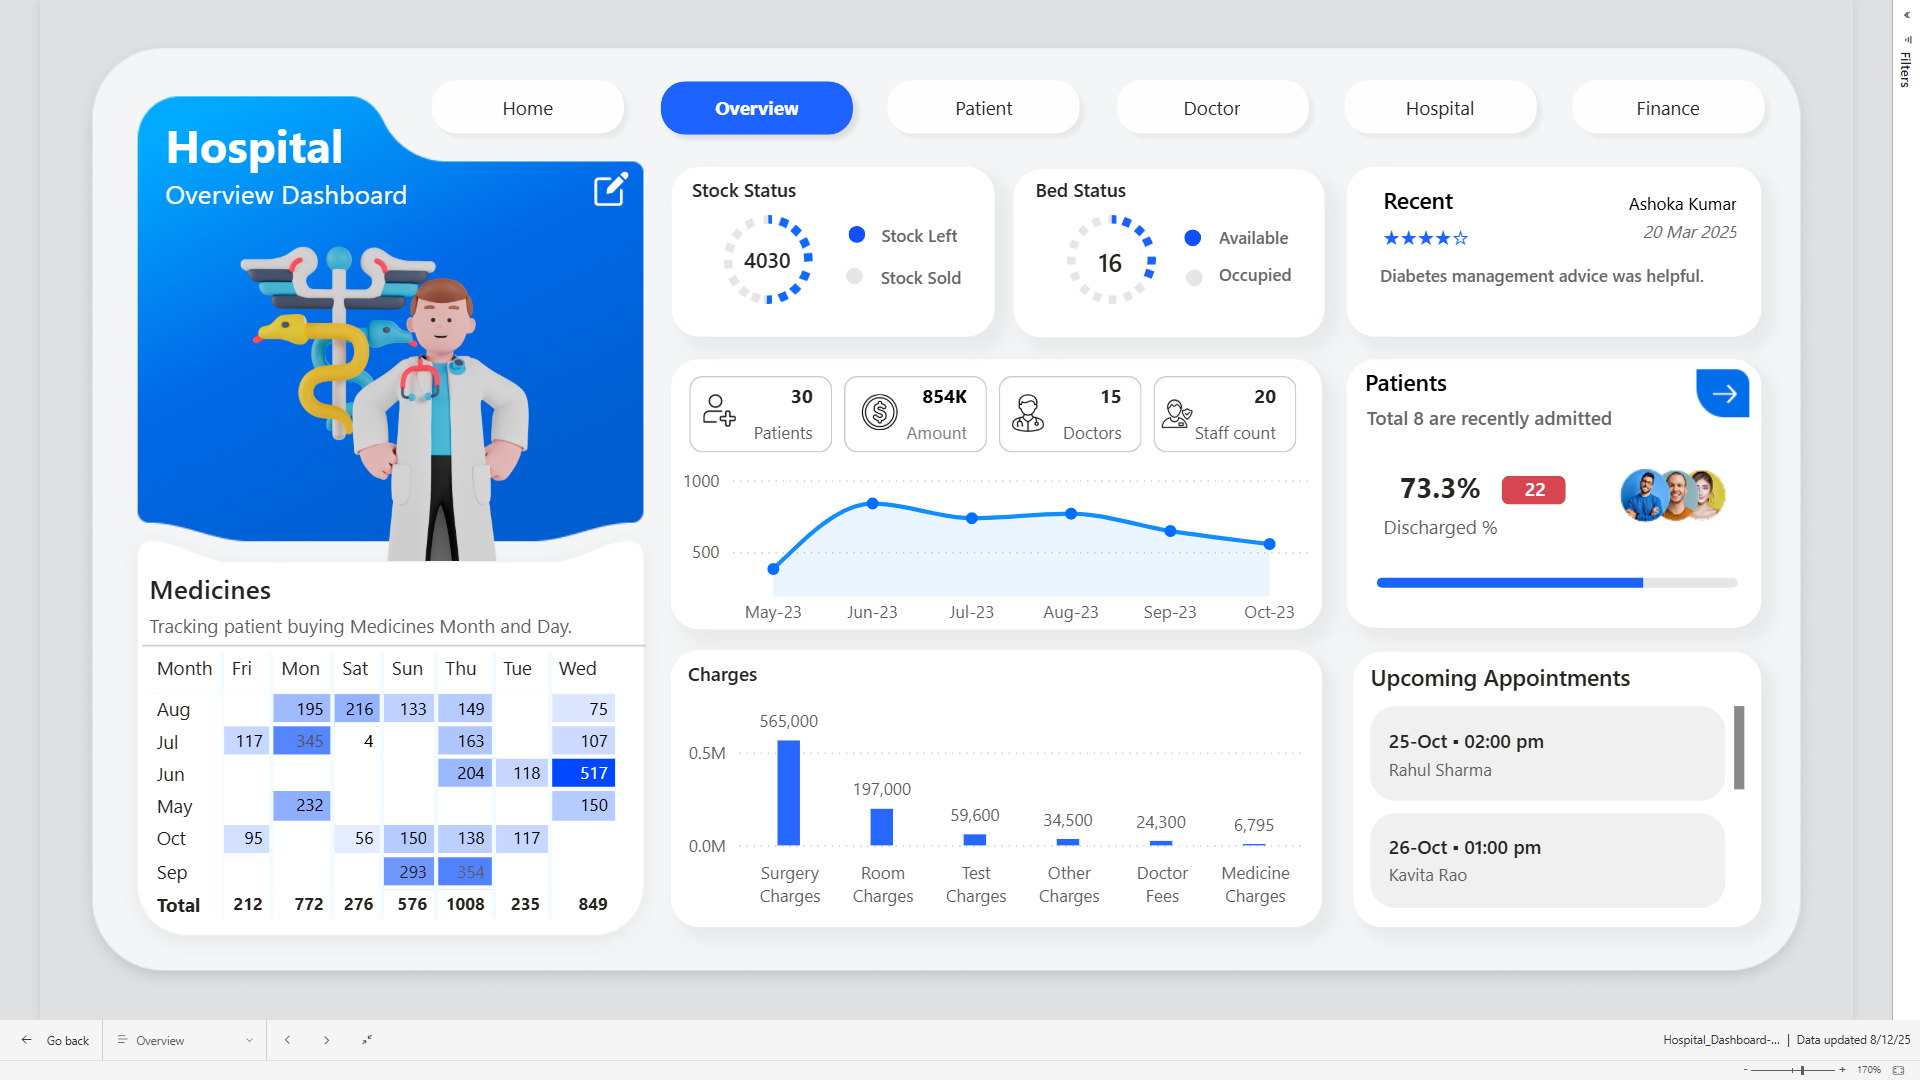 Filters
Home
Overview
Patient
Doctor
Hospital
Finance
Hospital
Overview Dashboard
Stock Status
4030
Stock Left
Stock Sold
Bed Status
16
Available
Occupied
Recent
Ashoka Kumar
★★★★☆
20 Mar 2025
Diabetes management advice was helpful.
30
Patients
854K
Amount
15
Doctors
20
Staff count
1000
500
May-23 Jun-23 Jul-23 Aug-23 Sep-23 Oct-23
Patients
Total 8 are recently admitted
73.3% 22
Discharged %
Medicines
Tracking patient buying Medicines Month and Day.
Month Fri Mon Sat Sun Thu Tue Wed
Aug 195 216 133 149 75
Jul 117 345 4 163 107
Jun 204 118 517
May 232 150
Oct 95 56 150 138 117
Sep 293 354
Total 212 772 276 576 1008 235 849
Charges
0.5M
0.0M
565,000
197,000
59,600
34,500
24,300
6,795
Surgery Charges
Room Charges
Test Charges
Other Charges
Doctor Fees
Medicine Charges
Upcoming Appointments
25-Oct ▪ 02:00 pm
Rahul Sharma
26-Oct ▪ 01:00 pm
Kavita Rao
Go back
Overview
Hospital_Dashboard-... | Data updated 8/12/25
- + 170%